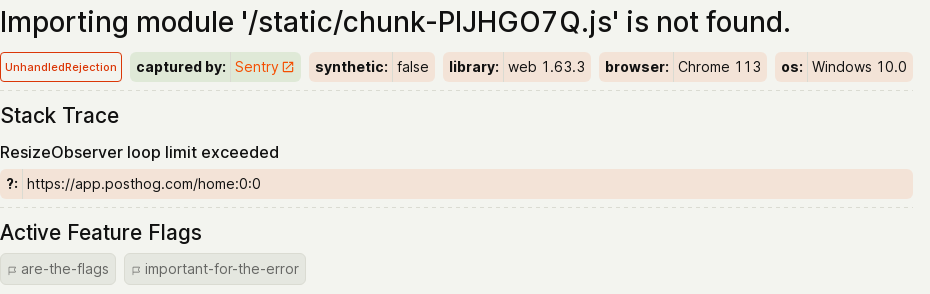 Importing module '/static/chunk-PIJHGO7Q.js' is not found.
UnhandledRejection captured by: Sentry synthetic: false library: web 1.63.3 browser: Chrome 113 os: Windows 10.0
Stack Trace
ResizeObserver loop limit exceeded
?: https://app.posthog.com/home:0:0
Active Feature Flags
are-the-flags important-for-the-error